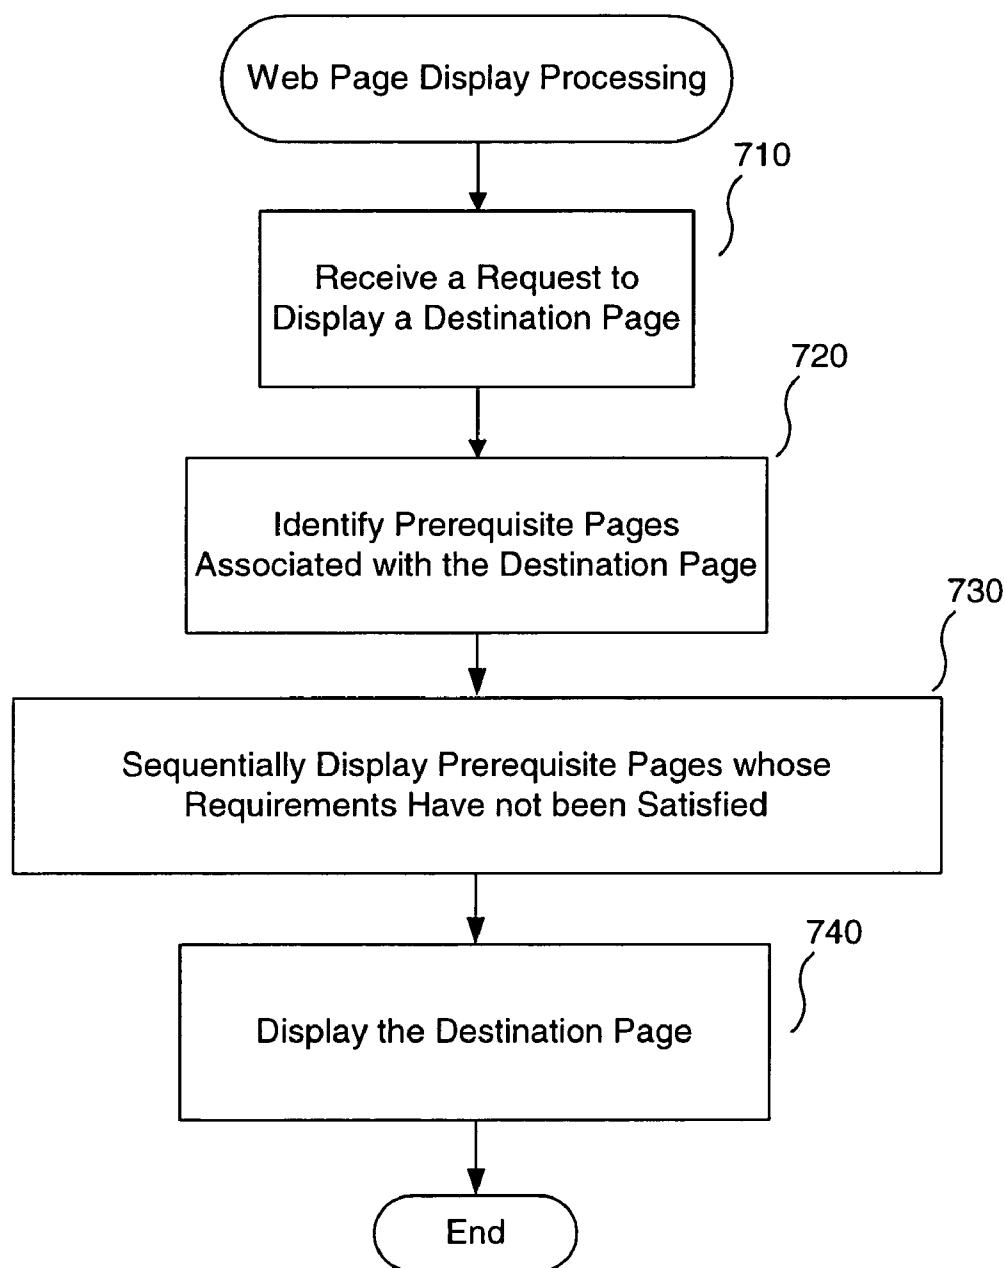 Web Page Display Processing
710
Receive a Request to
Display a Destination Page
720
Identify Prerequisite Pages
Associated with the Destination Page
730
Sequentially Display Prerequisite Pages whose
Requirements Have not been Satisfied
740
Display the Destination Page
End